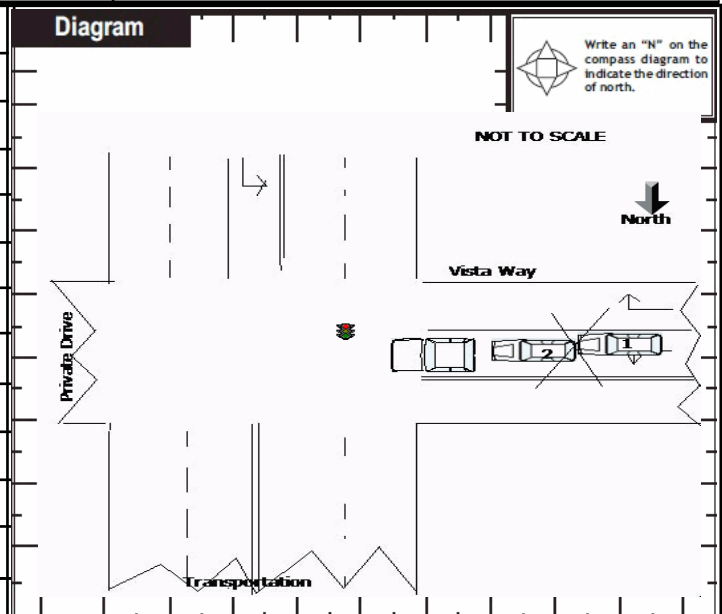 Diagram
Write an “N” on the
compass diagram to
indicate the direction
of north.
NOT TO SCALE
North
Vista Way
Private Drive
2
1
Transportation